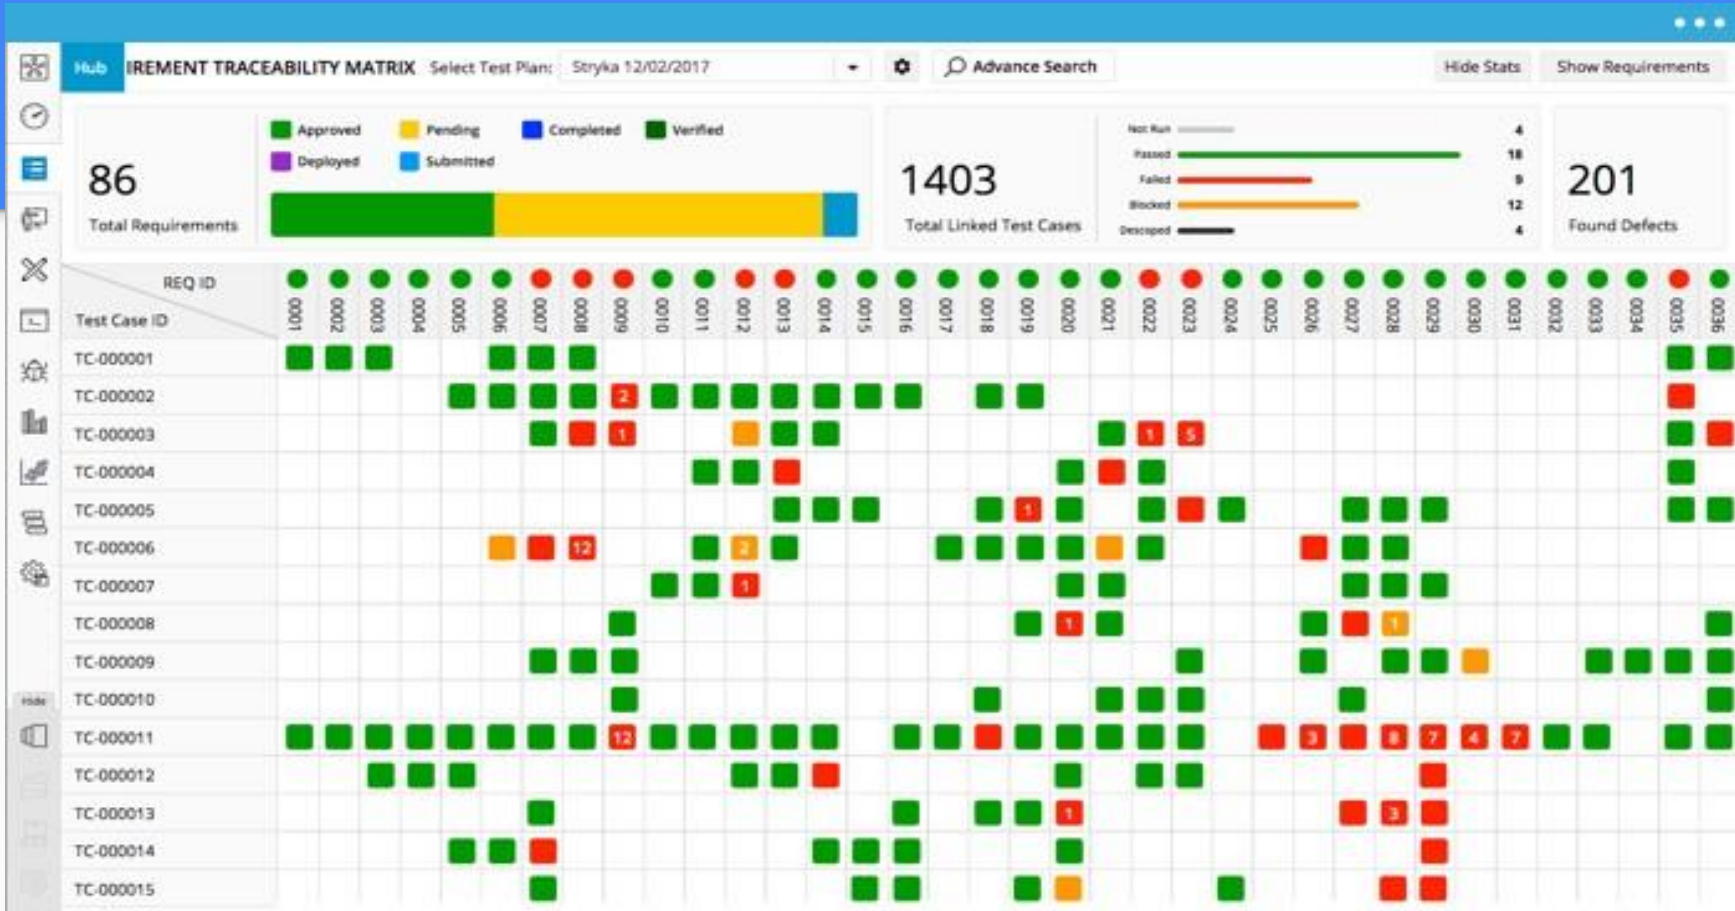 Hub IREMENT TRACEABILITY MATRIX Select Test Plan: Stryka 12/02/2017 Advance Search Hide Stats Show Requirements
86
Total Requirements
Approved Pending Completed Verified
Deployed Submitted
1403
Total Linked Test Cases
Not Run 4
Passed 18
Failed 9
Blocked 12
Descoped 4
201
Found Defects
REQ ID
Test Case ID
0001 0002 0003 0004 0005 0006 0007 0008 0009 0010 0011 0012 0013 0014 0015 0016 0017 0018 0019 0020 0021 0022 0023 0024 0025 0026 0027 0028 0029 0030 0031 0032 0033 0034 0035 0036
TC-000001
TC-000002 2
TC-000003 1 1 5
TC-000004
TC-000005 1
TC-000006 12 2
TC-000007 1
TC-000008 1 1
TC-000009
Hide
TC-000010
TC-000011 12 3 8 7 4 7
TC-000012
TC-000013 1 3
TC-000014
TC-000015